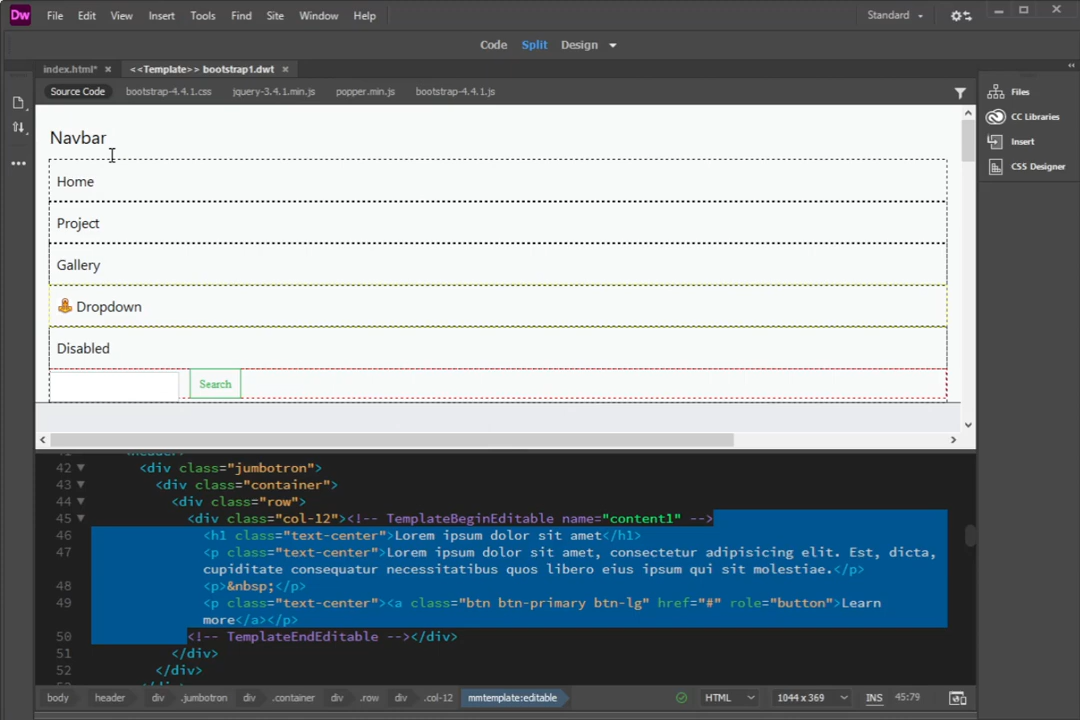 Dw File Edit View Insert Tools Find Site Window Help Standard
Code Split Design
index.html* × <<Template>> bootstrap1.dwt ×
Source Code bootstrap-4.4.1.css jquery-3.4.1.min.js popper.min.js bootstrap-4.4.1.js
Files
CC Libraries
Insert
CSS Designer
Navbar
Home
Project
Gallery
Dropdown
Disabled
Search
41 <header>
42 <div class="jumbotron">
43 <div class="container">
44 <div class="row">
45 <div class="col-12"><!-- TemplateBeginEditable name="content1" -->
46 <h1 class="text-center">Lorem ipsum dolor sit amet</h1>
47 <p class="text-center">Lorem ipsum dolor sit amet, consectetur adipisicing elit. Est, dicta,
cupiditate consequatur necessitatibus quos libero eius ipsum qui sit molestiae.</p>
48 <p>&nbsp;</p>
49 <p class="text-center"><a class="btn btn-primary btn-lg" href="#" role="button">Learn
more</a></p>
50 <!-- TemplateEndEditable --></div>
51 </div>
52 </div>
body header div .jumbotron div .container div .row div .col-12 mmtemplate:editable HTML 1044 x 369 INS 45:79